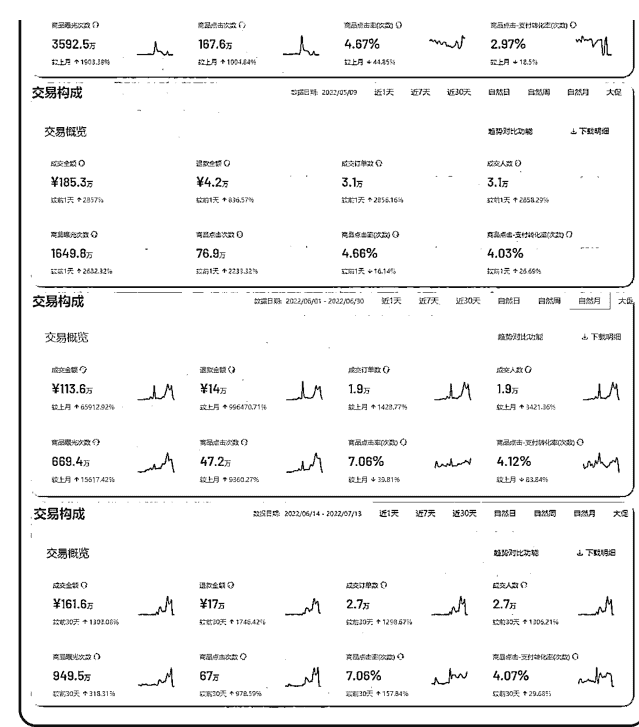 商品曝光次数 商品点击次数 商品点击率(次数) 商品点击-支付转化率(次数)
3592.5万 167.6万 4.67% 2.97%
较上月 ↑1903.38% 较上月 ↑1004.84% 较上月 ↓44.85% 较上月 ↓18.5%
交易构成 数据日期: 2022/05/09 近1天 近7天 近30天 自然日 自然周 自然月 大促
交易概览 趋势对比功能 下载明细
成交金额 退款金额 成交订单数 成交人数
¥185.3万 ¥4.2万 3.1万 3.1万
较前1天 ↑2857% 较前1天 ↑836.57% 较前1天 ↑2856.16% 较前1天 ↑2858.29%
商品曝光次数 商品点击次数 商品点击率(次数) 商品点击-支付转化率(次数)
1649.8万 76.9万 4.66% 4.03%
较前1天 ↑2682.32% 较前1天 ↑2233.32% 较前1天 ↓16.14% 较前1天 ↑26.69%
交易构成 数据日期: 2022/06/01 - 2022/06/30 近1天 近7天 近30天 自然日 自然周 自然月 大促
交易概览 趋势对比功能 下载明细
成交金额 退款金额 成交订单数 成交人数
¥113.6万 ¥14万 1.9万 1.9万
较上月 ↑65912.92% 较上月 ↑996470.71% 较上月 ↑1428.77% 较上月 ↑3421.36%
商品曝光次数 商品点击次数 商品点击率(次数) 商品点击-支付转化率(次数)
669.4万 47.2万 7.06% 4.12%
较上月 ↑15617.42% 较上月 ↑9360.27% 较上月 ↓39.81% 较上月 ↓83.84%
交易构成 数据日期: 2022/06/14 - 2022/07/13 近1天 近7天 近30天 自然日 自然周 自然月 大促
交易概览 趋势对比功能 下载明细
成交金额 退款金额 成交订单数 成交人数
¥161.6万 ¥17万 2.7万 2.7万
较前30天 ↑1303.08% 较前30天 ↑1746.42% 较前30天 ↑1298.67% 较前30天 ↑1306.21%
商品曝光次数 商品点击次数 商品点击率(次数) 商品点击-支付转化率(次数)
949.5万 67万 7.06% 4.07%
较前30天 ↑318.31% 较前30天 ↑978.59% 较前30天 ↑157.84% 较前30天 ↑29.68%